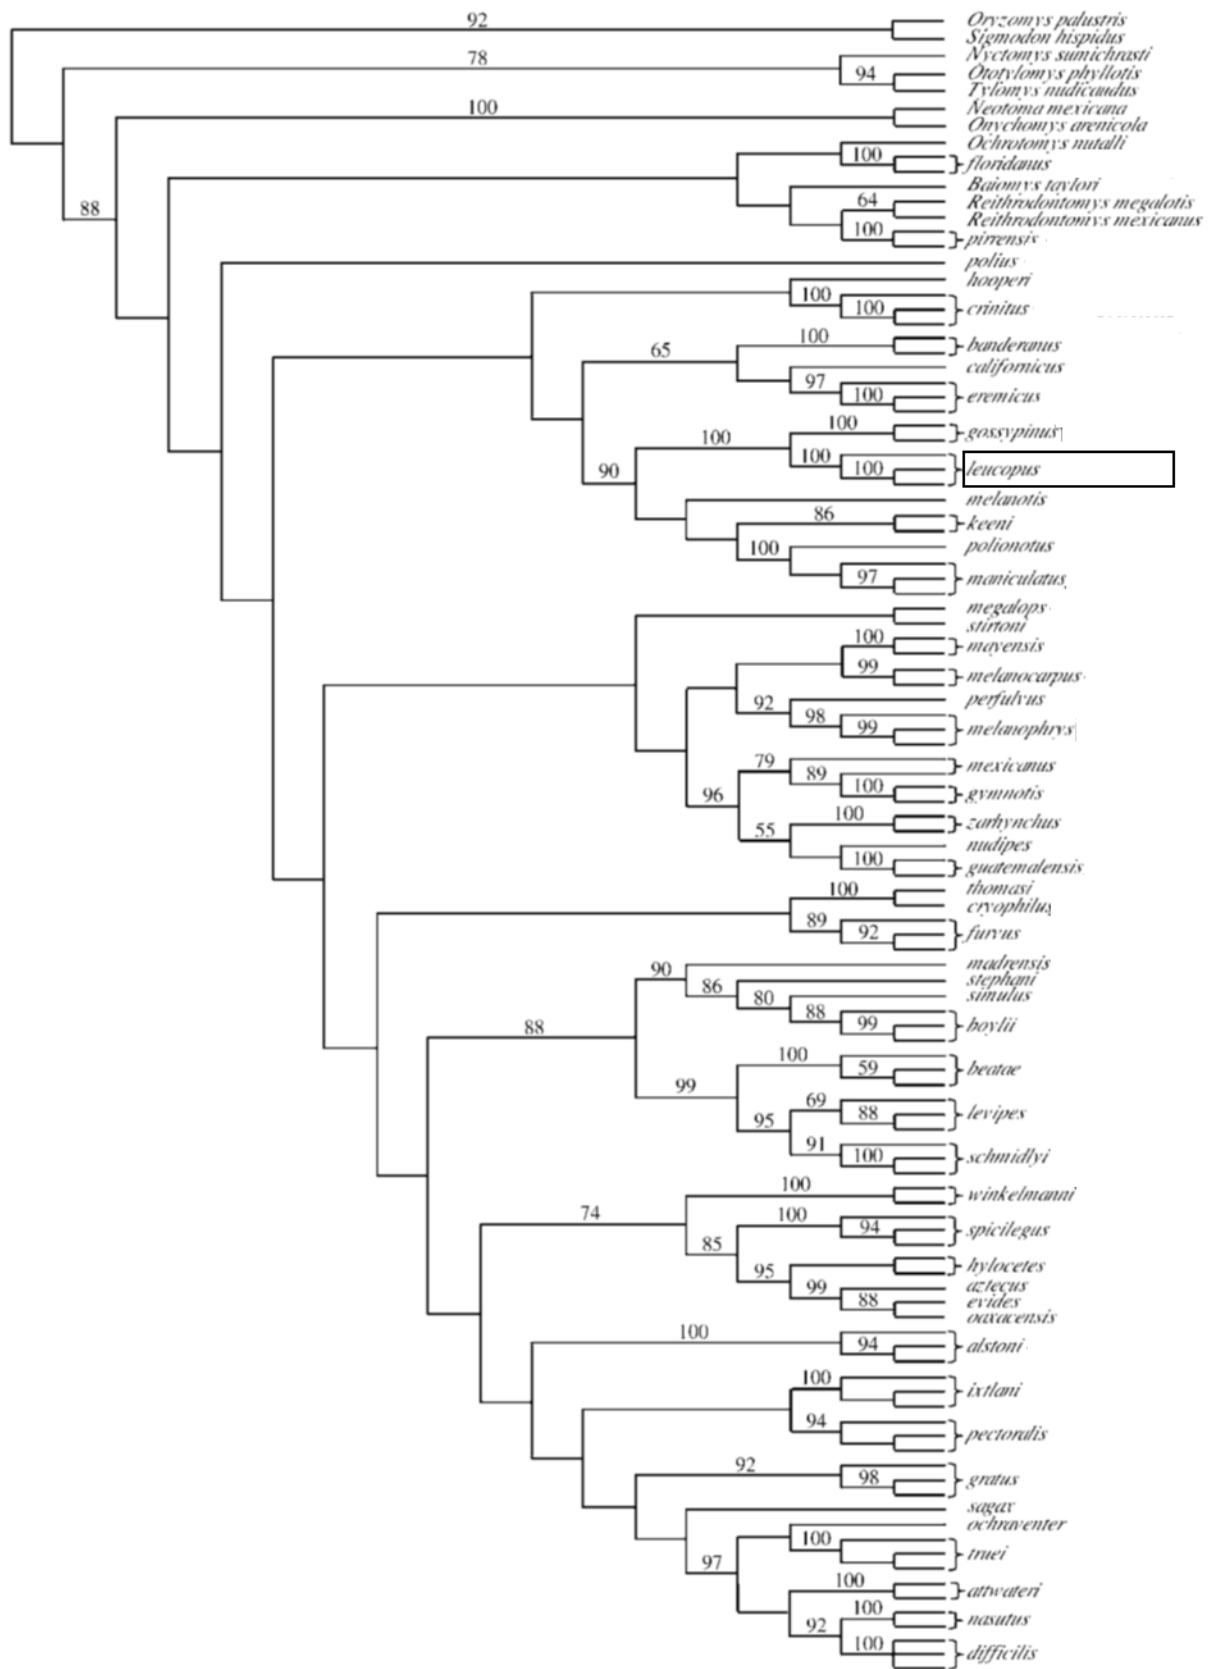 92
Oryzomys palustris
Sigmodon hispidus
78
Nyctomys sumichrasti
94
Ototylomys phyllotis
Tylomys nudicaudus
100
Neotoma mexicana
Onychomys arenicola
Ochrotomys nutalli
100
floridanus
88
Baiomys taylori
64
Reithrodontomys megalotis
Reithrodontomys mexicanus
100
pirrensis
polius
hooperi
100
100
crinitus
100
banderanus
65
californicus
97
100
eremicus
100
gossypinus
100
100
100
leucopus
90
melanotis
86
keeni
100
polionotus
97
maniculatus
megalops
stirtoni
100
mayensis
99
melanocarpus
92
perfulvus
98
99
melanophrys
79
mexicanus
89
100
gymnotis
96
100
zarhynchus
55
nudipes
100
guatemalensis
100
thomasi
cryophilus
89
92
furvus
90
madrensis
86
stephani
80
simulus
88
99
boylii
88
100
59
beatae
99
69
88
levipes
95
91
100
schmidlyi
100
winkelmanni
74
100
94
spicilegus
85
95
hylocetes
99
aztecus
88
evides
oaxacensis
100
94
alstoni
100
ixtlani
94
pectoralis
92
98
gratus
sagax
ochraventer
100
truei
97
100
attwateri
100
nasutus
92
100
difficilis